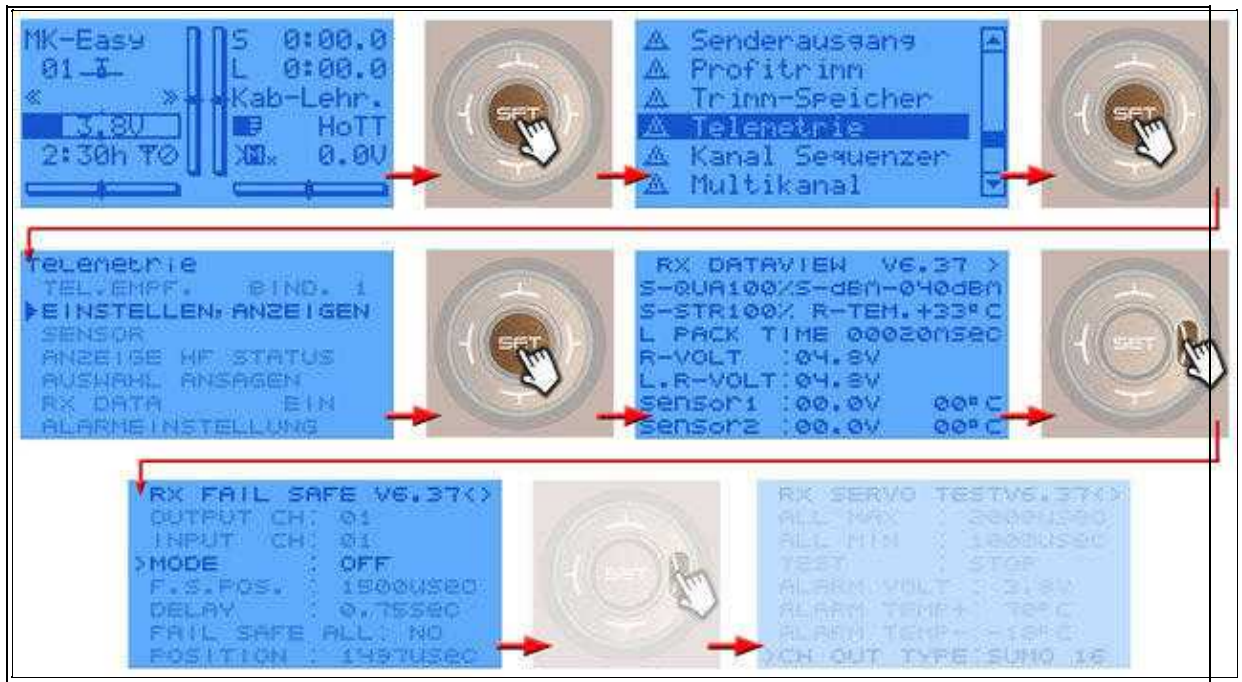 MK-Easy
01
« »
3.8V
2:30h
S 0:00.0
L 0:00.0
Kab-Lehr.
HoTT
0.0V
SET
Senderausgang
Profitrimm
Trimm-Speicher
Telemetrie
Kanal Sequenzer
Multikanal
SET
Telemetrie
TEL.EMPF. BIND. 1
EINSTELLEN,ANZEIGEN
SENSOR
ANZEIGE HF STATUS
AUSWAHL ANSAGEN
RX DATA EIN
ALARMEINSTELLUNG
SET
RX DATAVIEW V6.37 >
S-QUA100%S-dBm-040dBm
S-STR100% R-TEM.+33°C
L PACK TIME 00020msec
R-VOLT :04.8V
L.R-VOLT:04.8V
Sensor1 :00.0V 00°C
Sensor2 :00.0V 00°C
SET
RX FAIL SAFE V6.37<>
OUTPUT CH: 01
INPUT CH: 01
>MODE : OFF
F.S.POS. : 1500usec
DELAY : 0.75sec
FAIL SAFE ALL: NO
POSITION : 1497usec
SET
RX SERVO TESTV6.37<>
ALL MAX : 2000usec
ALL MIN : 1000usec
TEST : STOP
ALARM VOLT : 3.8V
ALARM TEMP+ 70°C
ALARM TEMP- -10°C
>CH OUT TYPE:SUMO 16